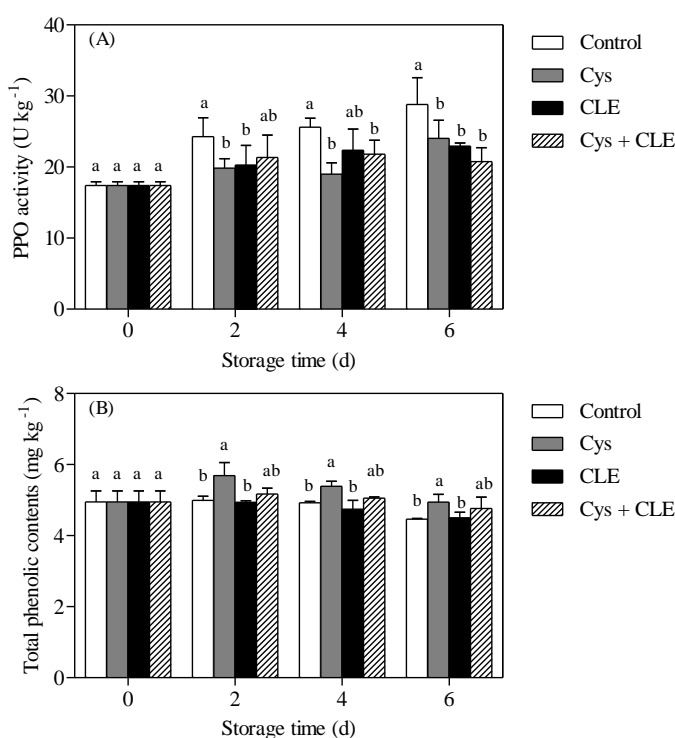 (A)
PPO activity (U kg⁻¹)
40
30
20
10
0
a a a a
a b b ab
a b ab b
a b b b
0 2 4 6
Storage time (d)
Control
Cys
CLE
Cys + CLE
(B)
Total phenolic contents (mg kg⁻¹)
8
6
4
2
0
a a a a
b a b ab
b a b ab
b a b ab
0 2 4 6
Storage time (d)
Control
Cys
CLE
Cys + CLE